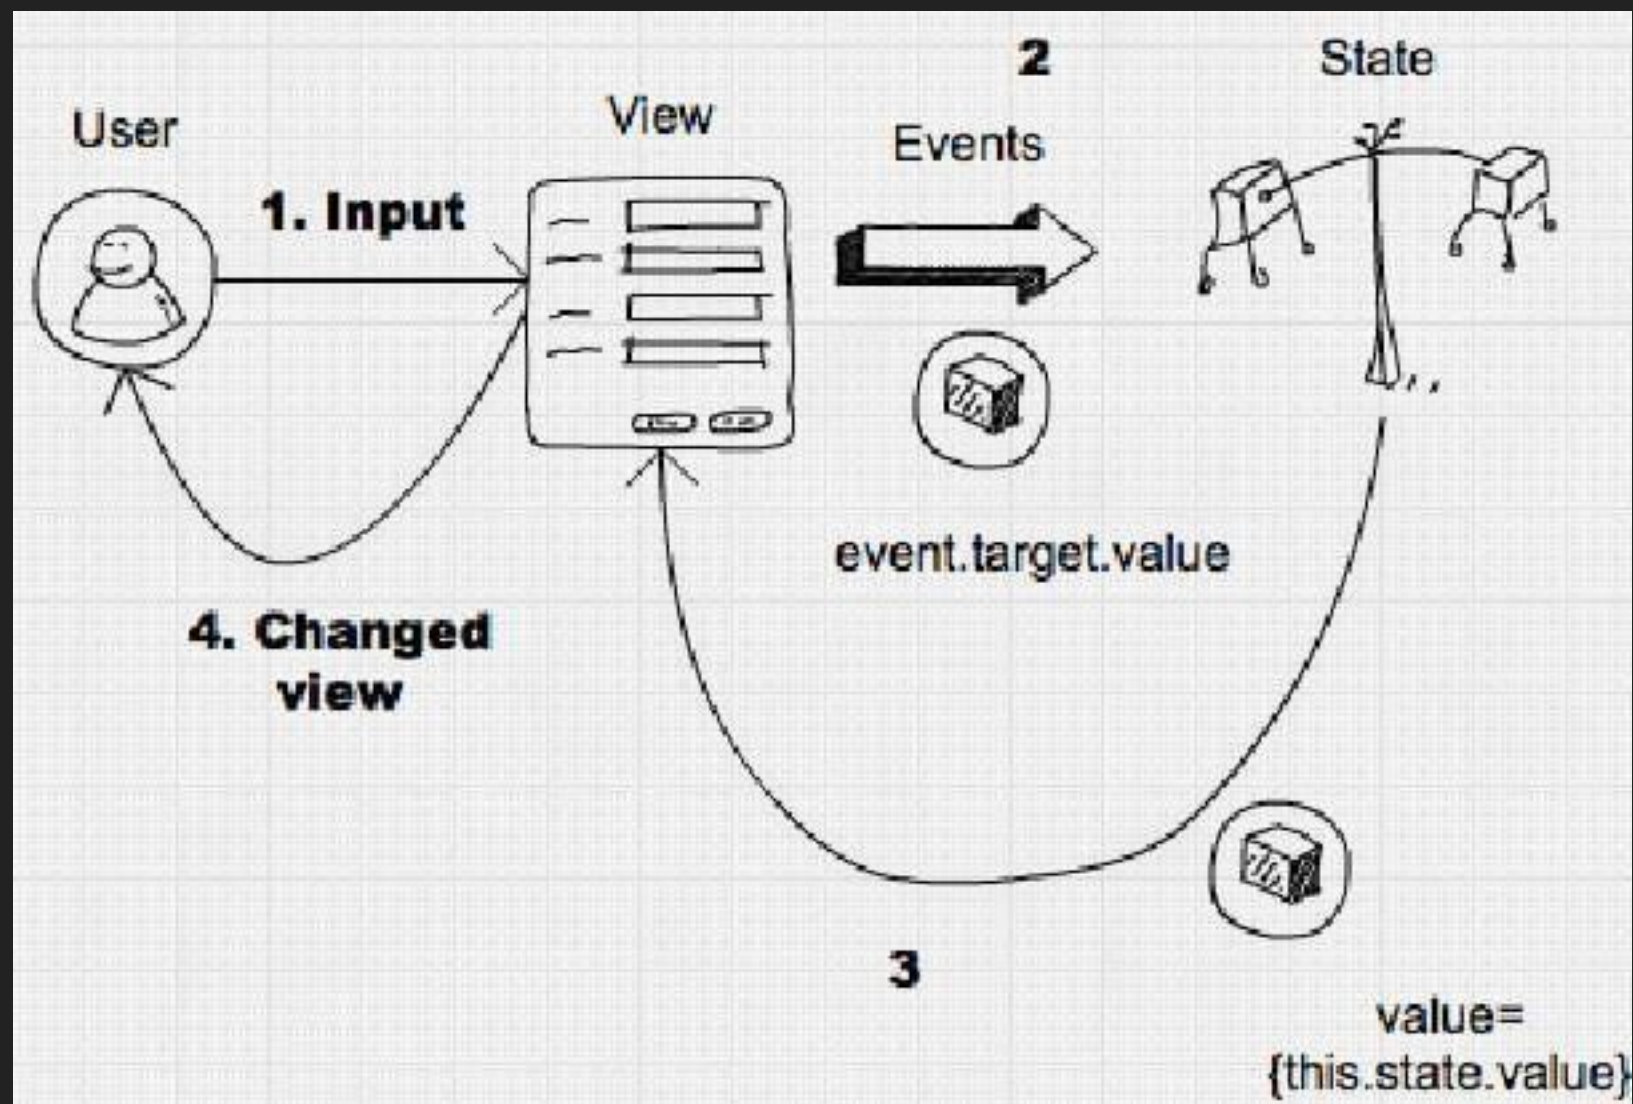 User
1. Input
View
2
Events
State
event.target.value
4. Changed
view
3
value=
{this.state.value}